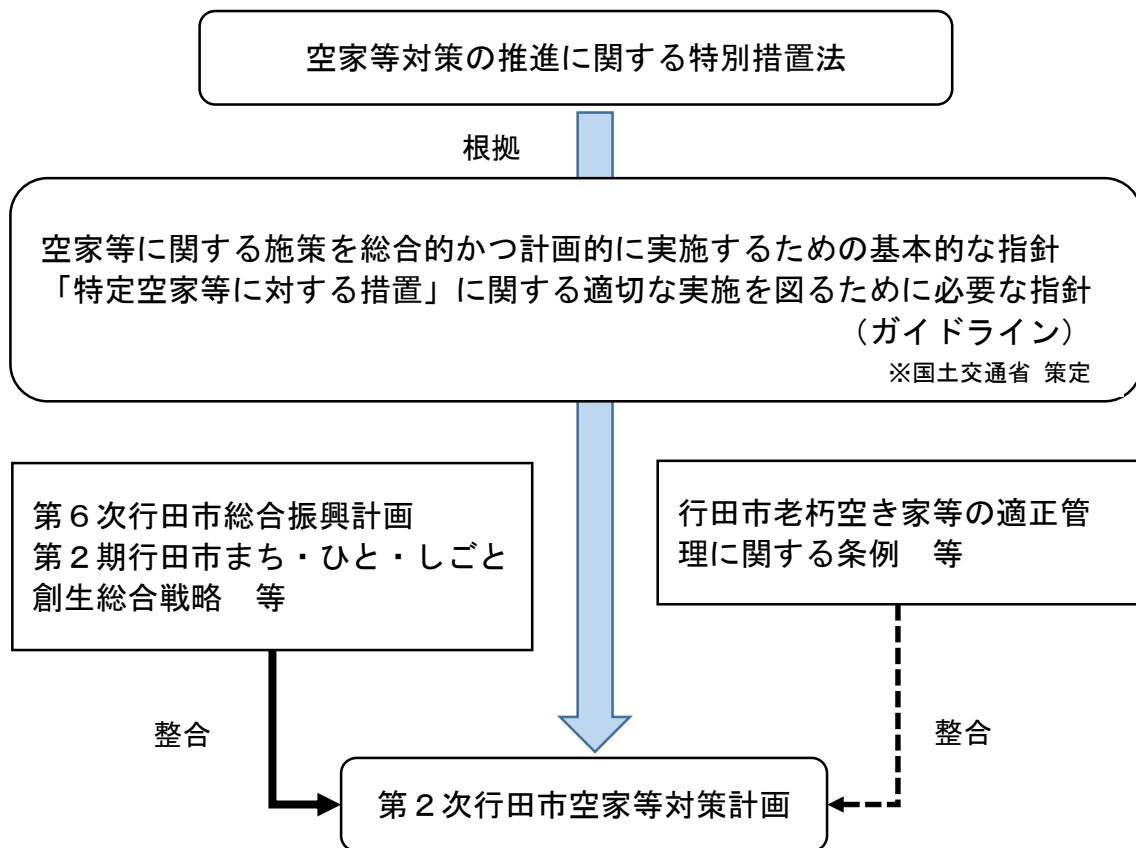 空家等対策の推進に関する特別措置法
根拠
空家等に関する施策を総合的かつ計画的に実施するための基本的な指針
「特定空家等に対する措置」に関する適切な実施を図るために必要な指針
（ガイドライン）
※国土交通省 策定
第６次行田市総合振興計画
第２期行田市まち・ひと・しごと
創生総合戦略　等
行田市老朽空き家等の適正管
理に関する条例　等
整合
整合
第２次行田市空家等対策計画